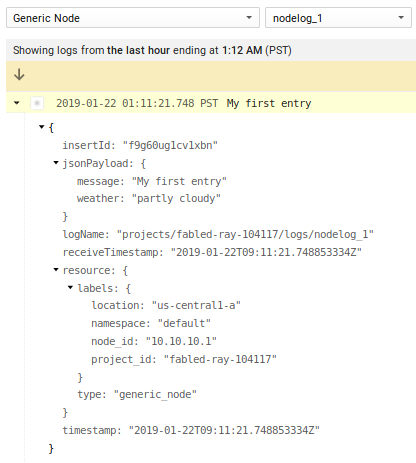 Generic Node nodelog_1
Showing logs from the last hour ending at 1:12 AM (PST)
2019-01-22 01:11:21.748 PST My first entry
{
insertId: "f9g60ug1cv1xbn"
jsonPayload: {
message: "My first entry"
weather: "partly cloudy"
}
logName: "projects/fabled-ray-104117/logs/nodelog_1"
receiveTimestamp: "2019-01-22T09:11:21.748853334Z"
resource: {
labels: {
location: "us-central1-a"
namespace: "default"
node_id: "10.10.10.1"
project_id: "fabled-ray-104117"
}
type: "generic_node"
}
timestamp: "2019-01-22T09:11:21.748853334Z"
}